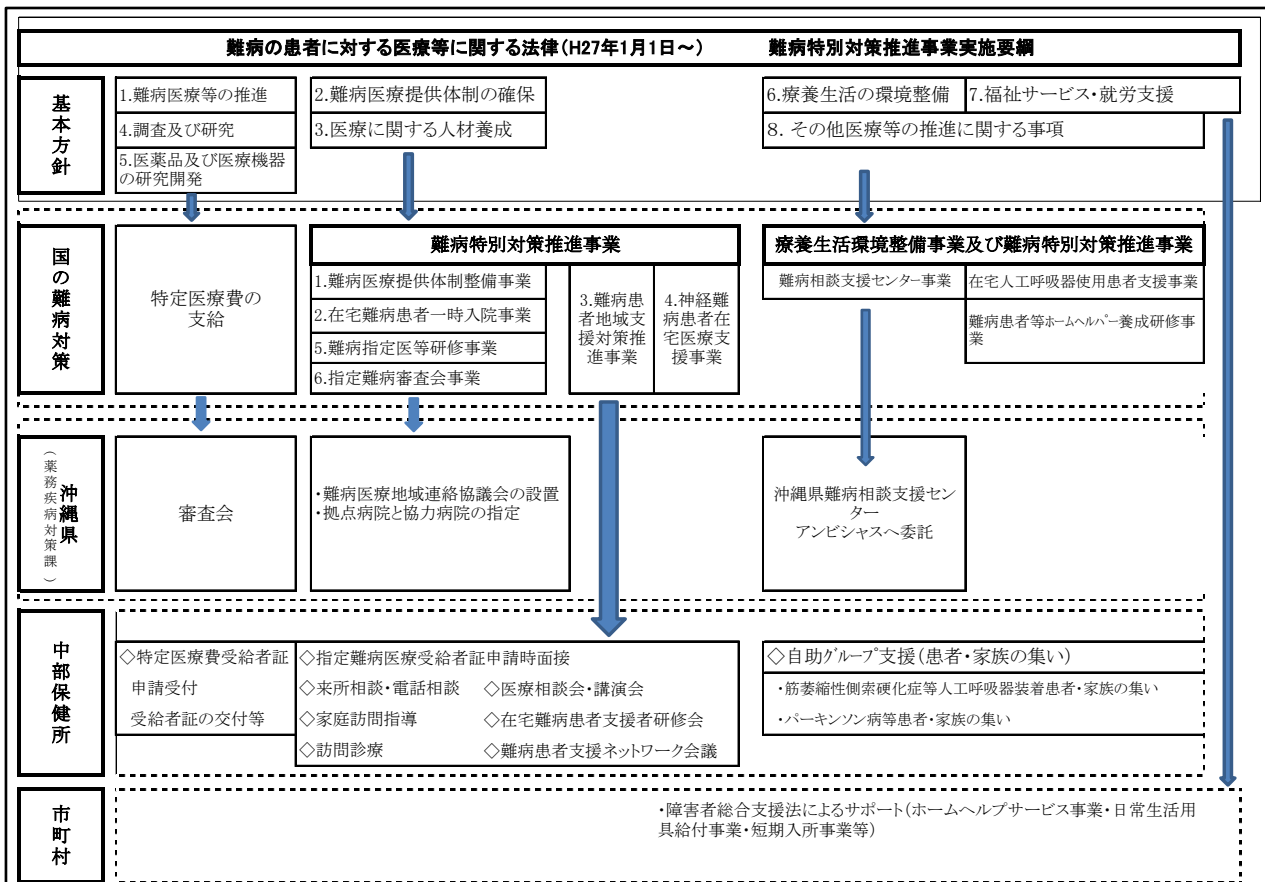 難病の患者に対する医療等に関する法律(H27年1月1日～)　難病特別対策推進事業実施要綱
基本方針
1.難病医療等の推進
4.調査及び研究
5.医薬品及び医療機器
の研究開発
2.難病医療提供体制の確保
3.医療に関する人材養成
6.療養生活の環境整備
7.福祉サービス・就労支援
8. その他医療等の推進に関する事項
国の難病対策
特定医療費の
支給
難病特別対策推進事業
1.難病医療提供体制整備事業
2.在宅難病患者一時入院事業
5.難病指定医等研修事業
6.指定難病審査会事業
3.難病患
者地域支
援対策推
進事業
4.神経難
病患者在
宅医療支
援事業
療養生活環境整備事業及び難病特別対策推進事業
難病相談支援センター事業
在宅人工呼吸器使用患者支援事業
難病患者等ﾎｰﾑﾍﾙﾊﾟｰ養成研修事
業
沖縄県
(薬務疾病対策課)
審査会
・難病医療地域連絡協議会の設置
・拠点病院と協力病院の指定
沖縄県難病相談支援セン
ター
アンビシャスへ委託
中部保健所
◇特定医療費受給者証
申請受付
受給者証の交付等
◇指定難病医療受給者証申請時面接
◇来所相談・電話相談　◇医療相談会・講演会
◇家庭訪問指導　◇在宅難病患者支援者研修会
◇訪問診療　◇難病患者支援ネットワーク会議
◇自助ｸﾞﾙｰﾌﾟ支援(患者・家族の集い)
・筋萎縮性側索硬化症等人工呼吸器装着患者・家族の集い
・パーキンソン病等患者・家族の集い
市町村
・障害者総合支援法によるサポート(ホームヘルプサービス事業・日常生活用
具給付事業・短期入所事業等)